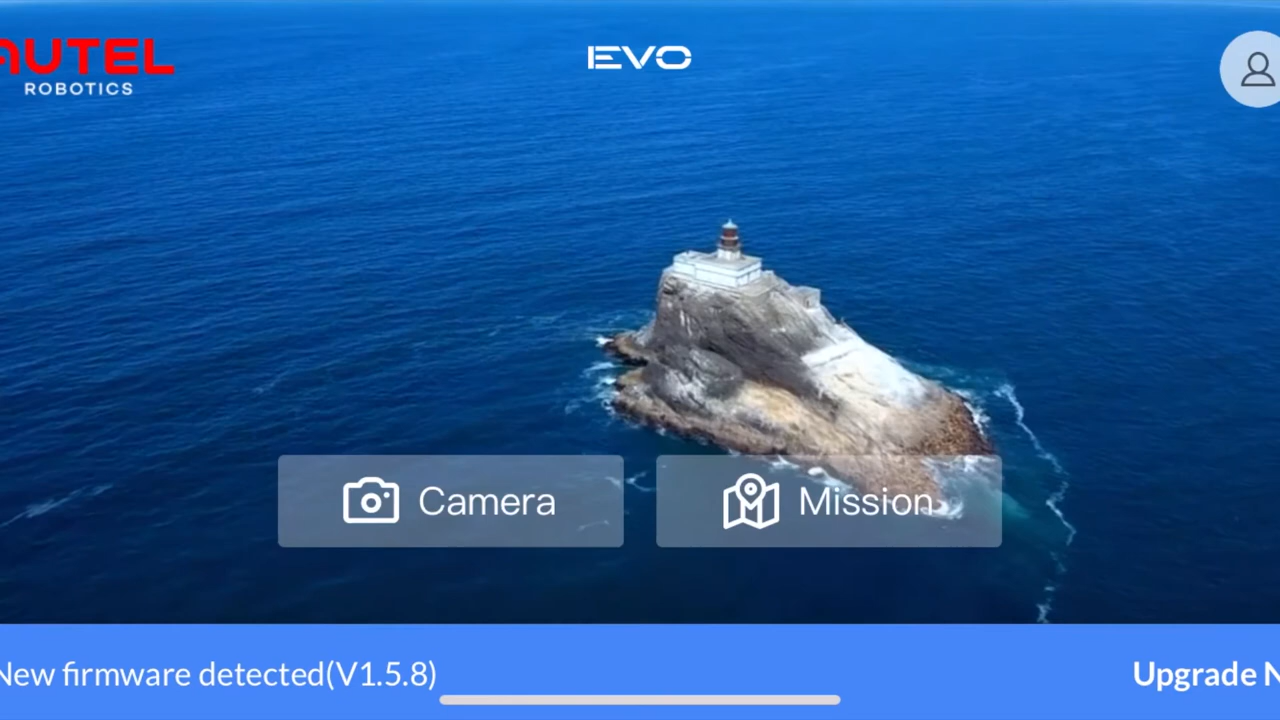 AUTEL
ROBOTICS
EVO
Camera
Mission
New firmware detected(V1.5.8)
Upgrade N